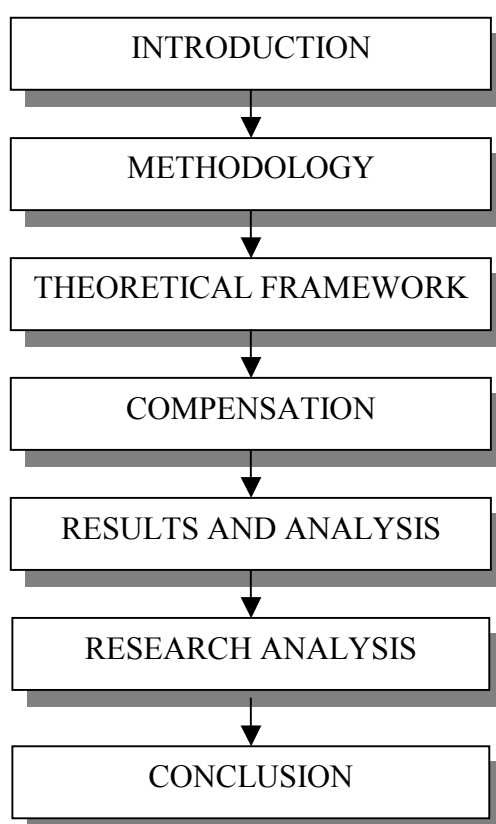 INTRODUCTION
METHODOLOGY
THEORETICAL FRAMEWORK
COMPENSATION
RESULTS AND ANALYSIS
RESEARCH ANALYSIS
CONCLUSION